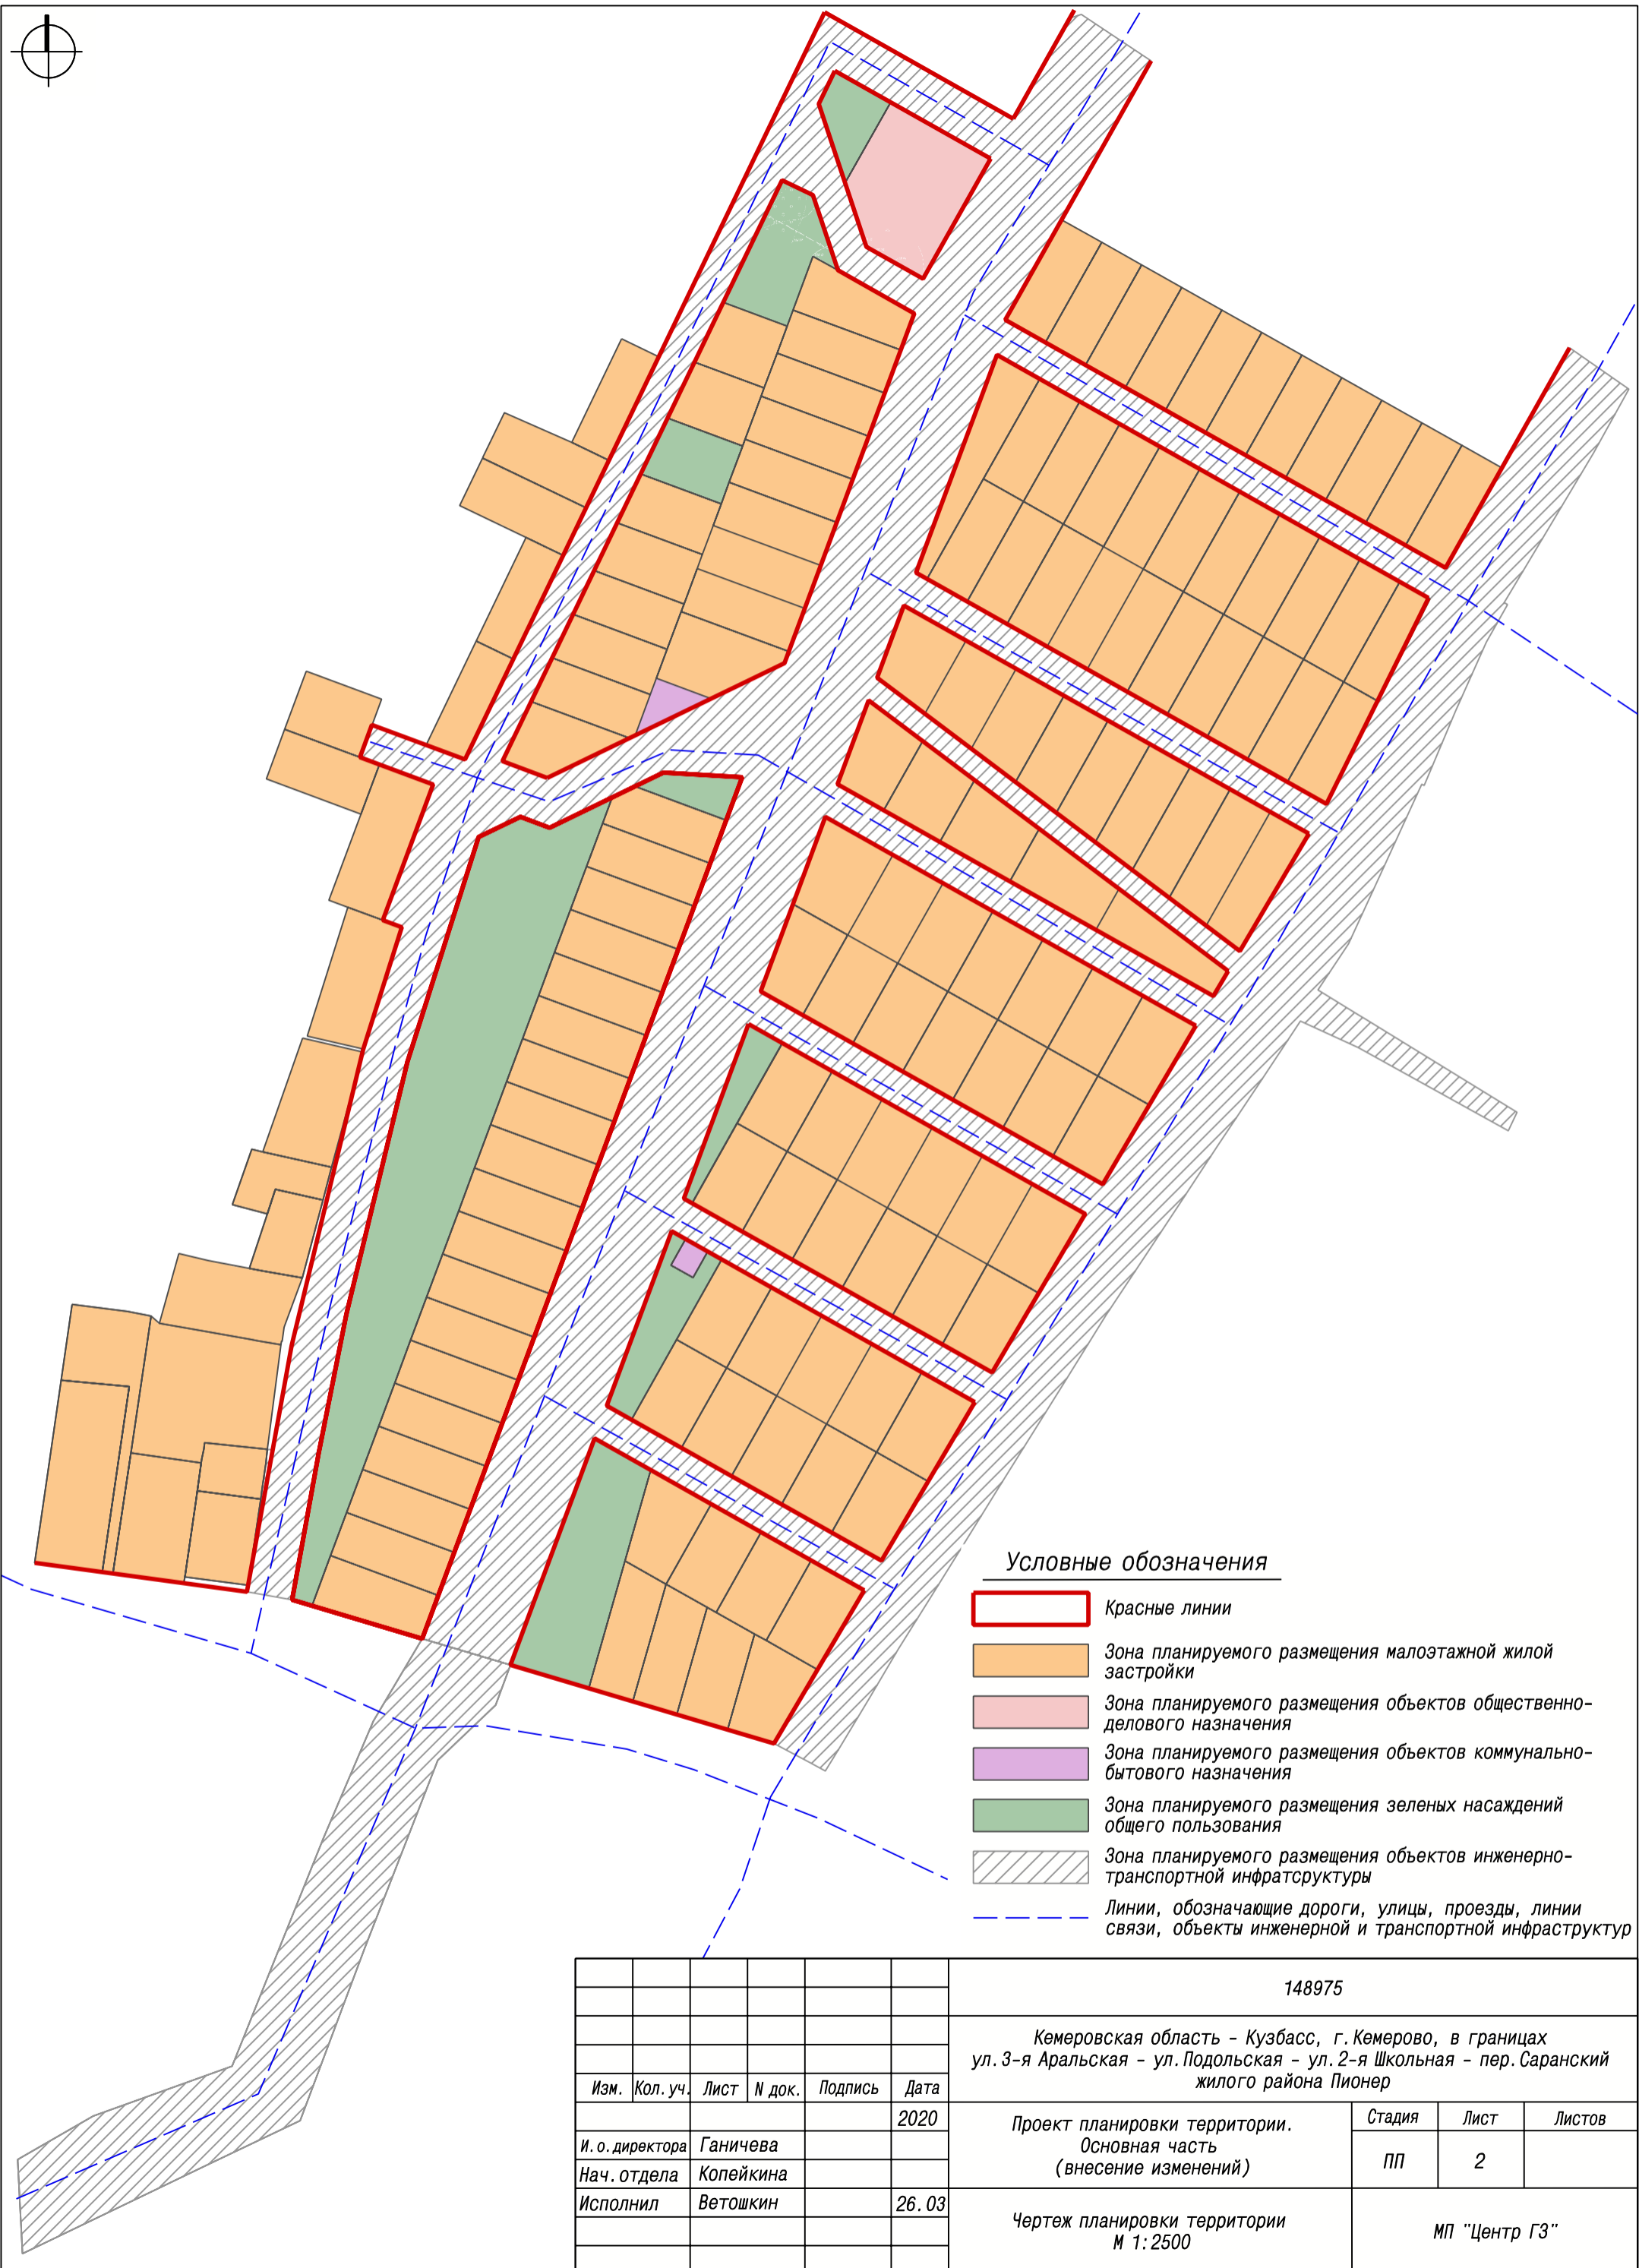 Условные обозначения
Красные линии
Зона планируемого размещения малоэтажной жилой
застройки
Зона планируемого размещения объектов общественно-
делового назначения
Зона планируемого размещения объектов коммунально-
бытового назначения
Зона планируемого размещения зеленых насаждений
общего пользования
Зона планируемого размещения объектов инженерно-
транспортной инфратсруктуры
Линии, обозначающие дороги, улицы, проезды, линии
связи, объекты инженерной и транспортной инфраструктур
148975
Кемеровская область - Кузбасс, г.Кемерово, в границах
ул.3-я Аральская - ул.Подольская - ул.2-я Школьная - пер.Саранский
жилого района Пионер
Изм. Кол.уч. Лист N док. Подпись Дата
2020
Проект планировки территории.
Основная часть
(внесение изменений)
Стадия Лист Листов
ПП 2
И.о.директора Ганичева
Нач.отдела Копейкина
Исполнил Ветошкин 26.03
Чертеж планировки территории
М 1:2500
МП "Центр ГЗ"